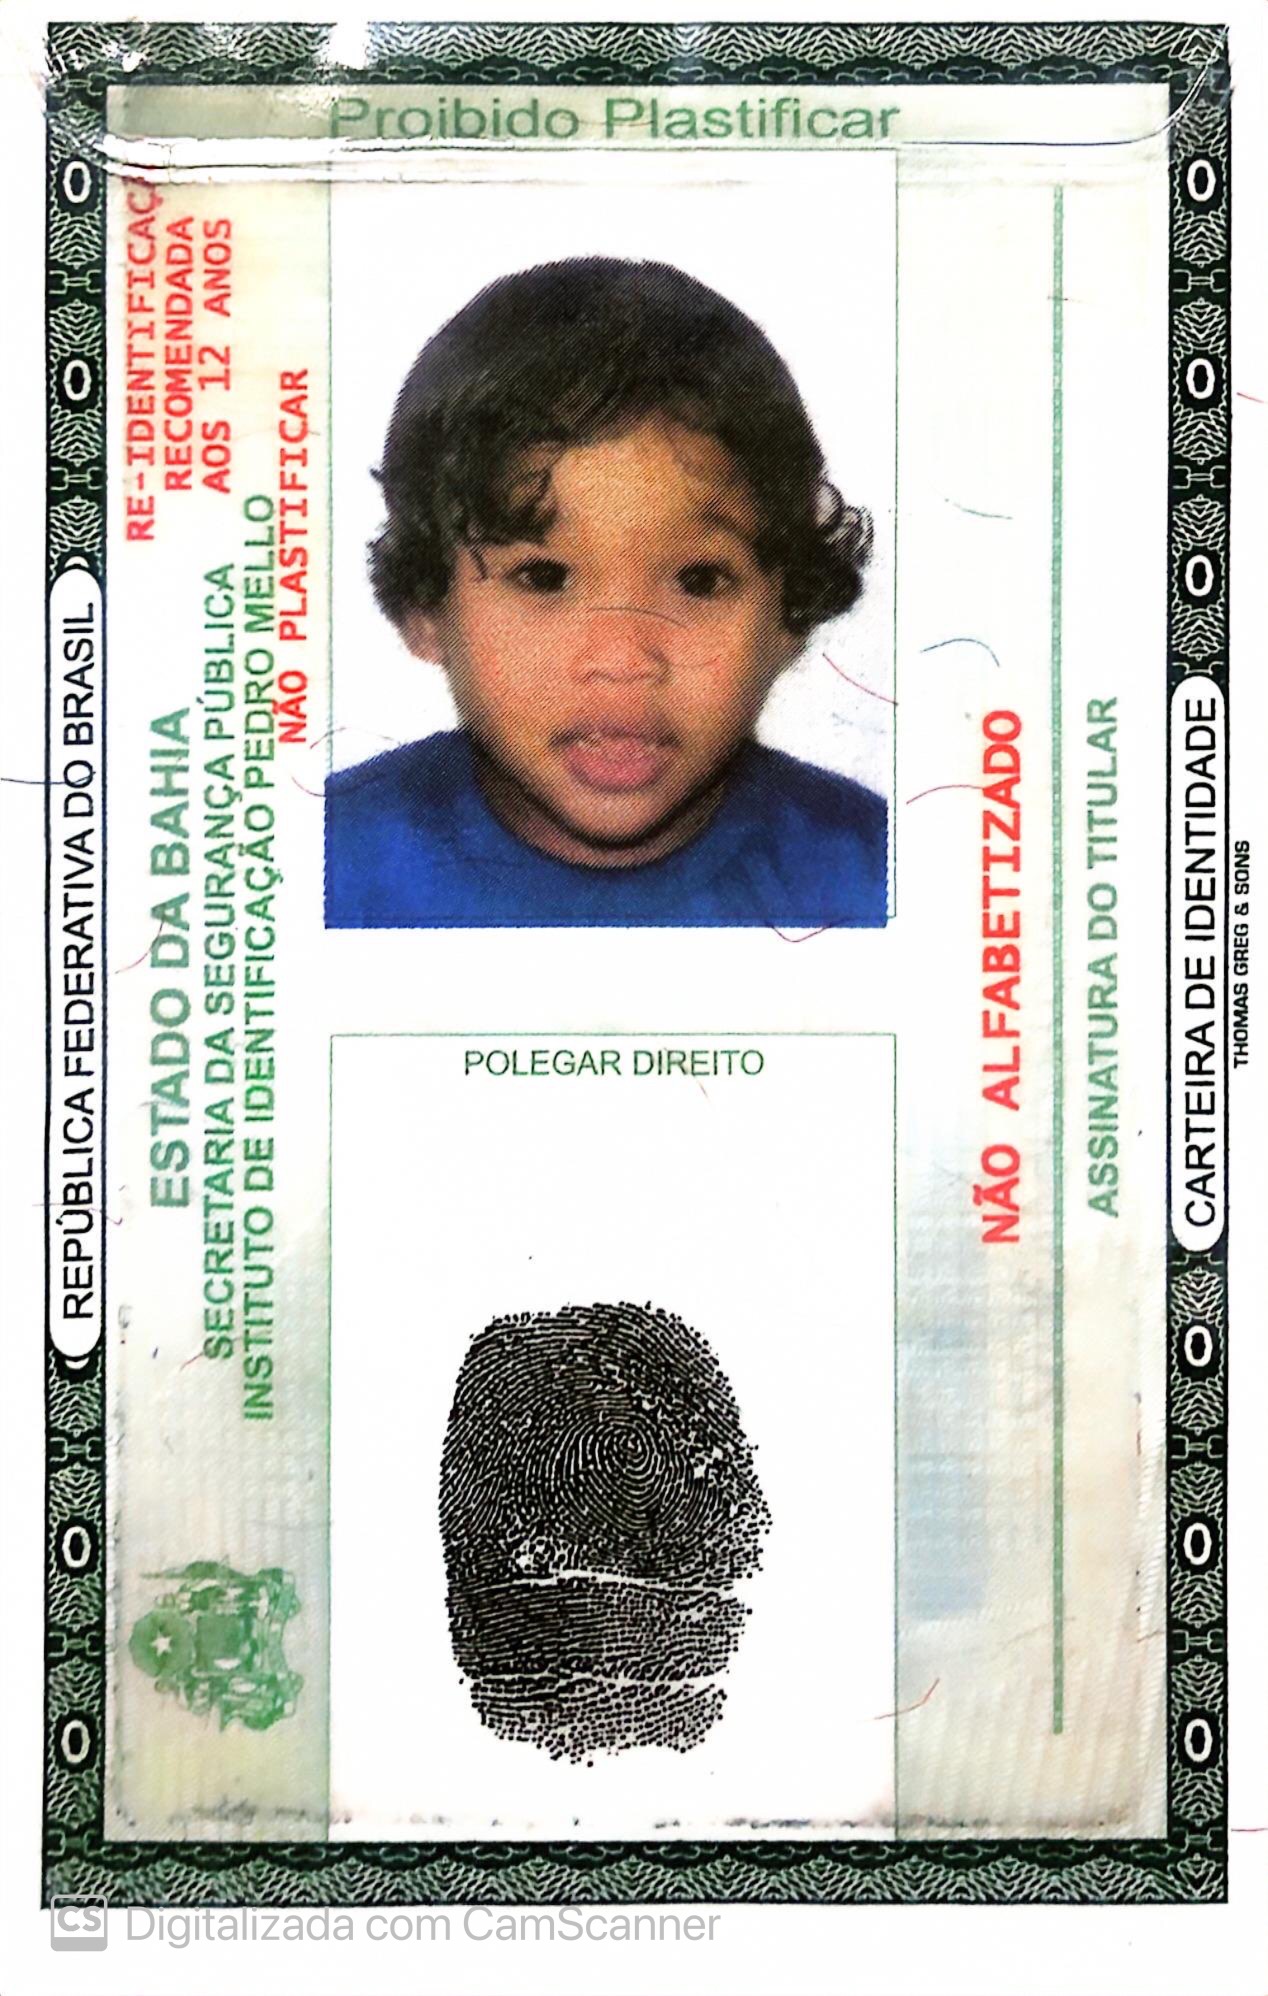 Proibido Plastificar
REPÚBLICA FEDERATIVA DO BRASIL
ESTADO DA BAHIA
SECRETARIA DA SEGURANÇA PÚBLICA
INSTITUTO DE IDENTIFICAÇÃO PEDRO MELLO
RE-IDENTIFICAÇ
RECOMENDADA
AOS 12 ANOS
NÃO PLASTIFICAR
POLEGAR DIREITO
NÃO ALFABETIZADO
ASSINATURA DO TITULAR
CARTEIRA DE IDENTIDADE
THOMAS GREG & SONS
CS Digitalizada com CamScanner